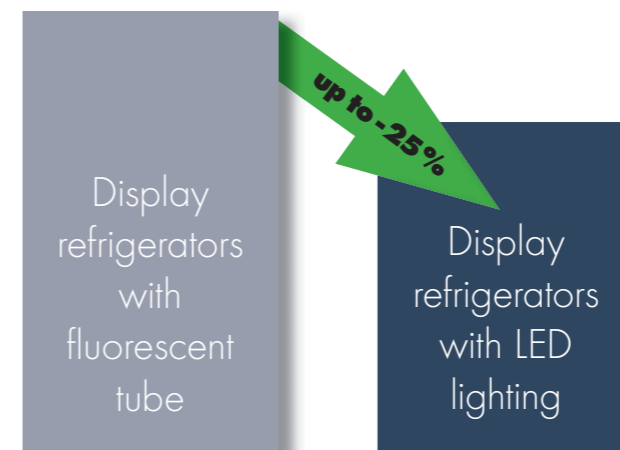 Display
refrigerators
with
fluorescent
tube
up to -25%
Display
refrigerators
with LED
lighting